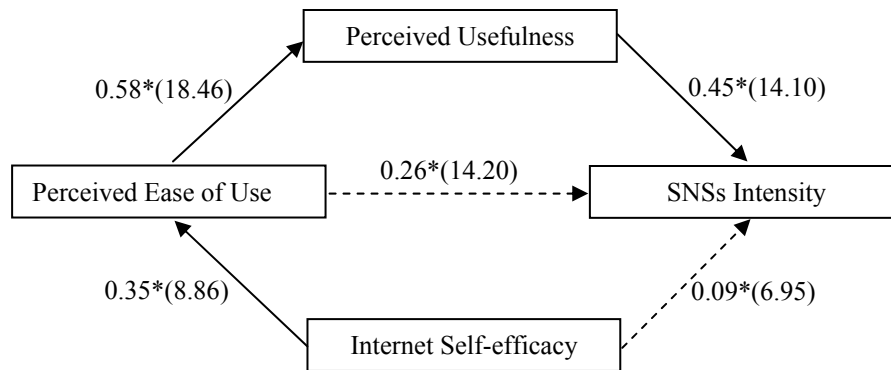 Perceived Usefulness
0.58*(18.46)
0.45*(14.10)
0.26*(14.20)
Perceived Ease of Use
SNSs Intensity
0.35*(8.86)
0.09*(6.95)
Internet Self-efficacy